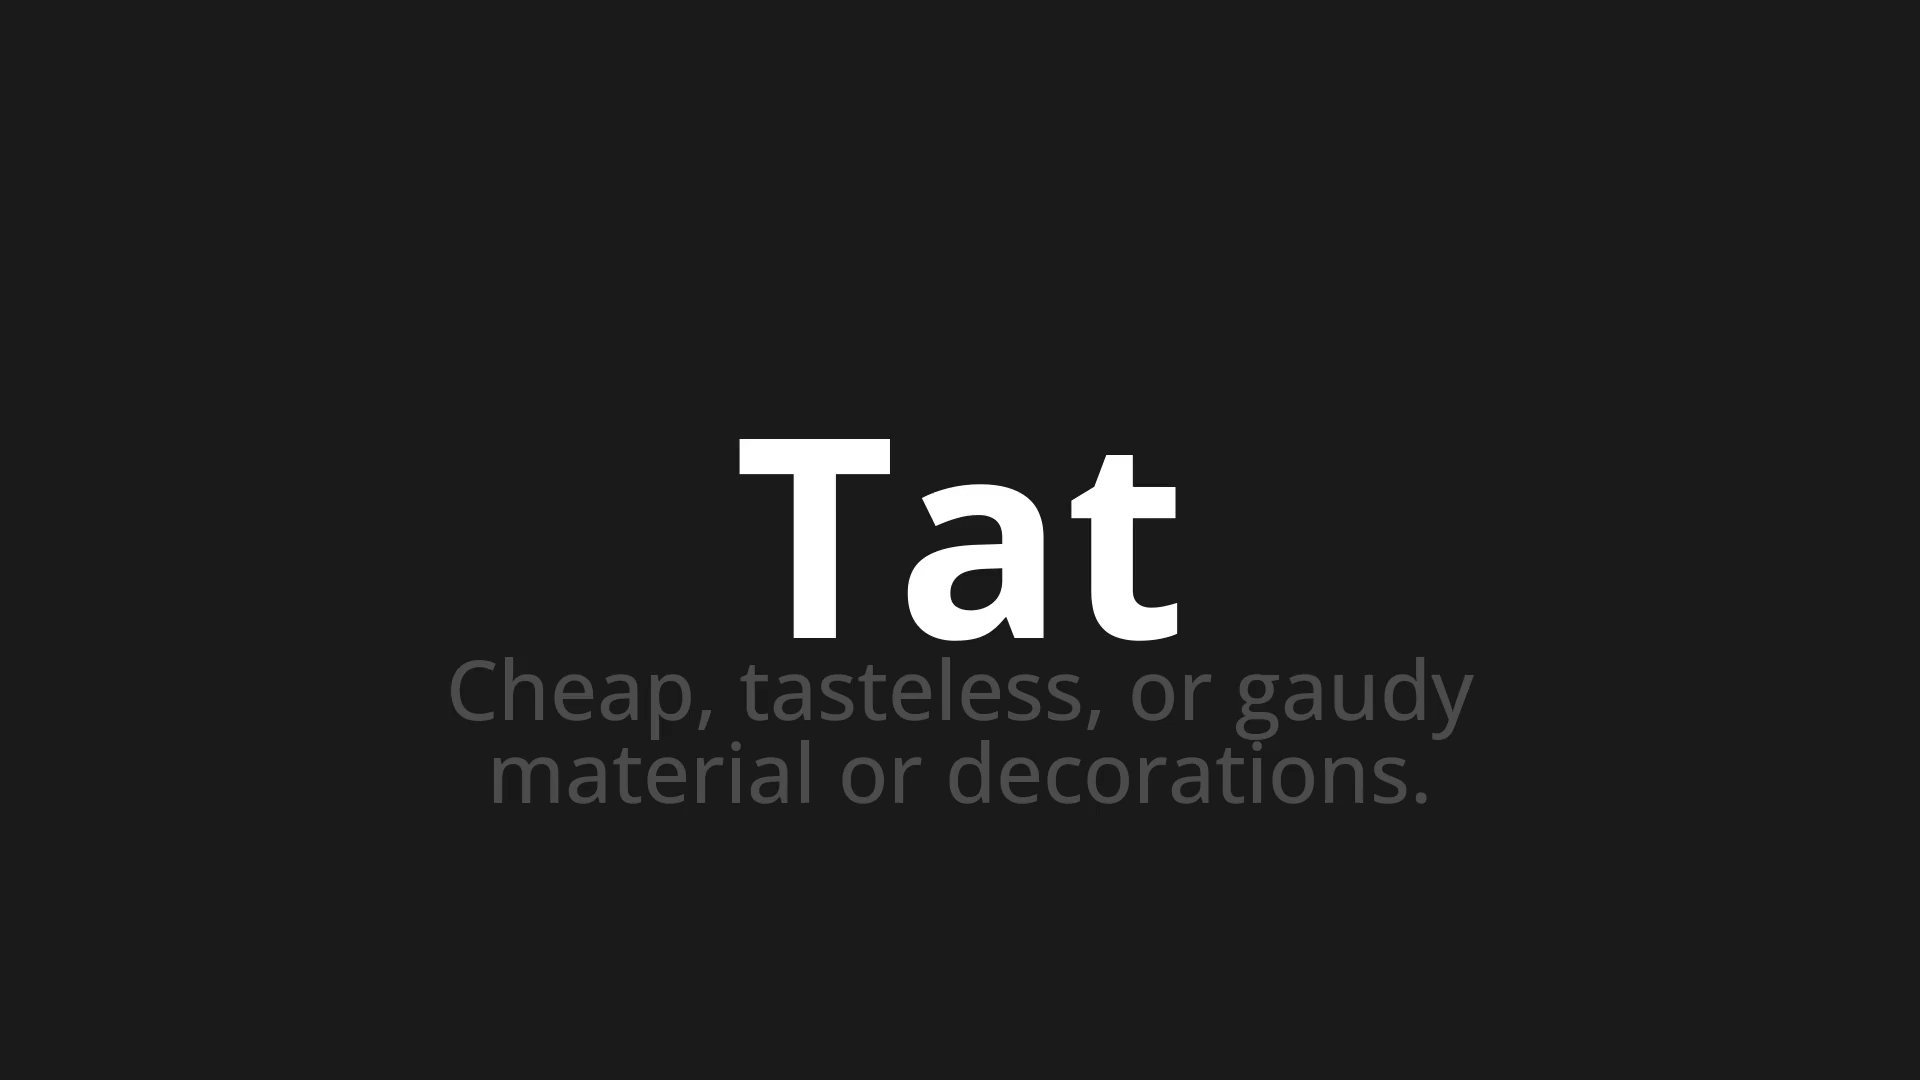 Tat
Cheap, tasteless, or gaudy
material or decorations.